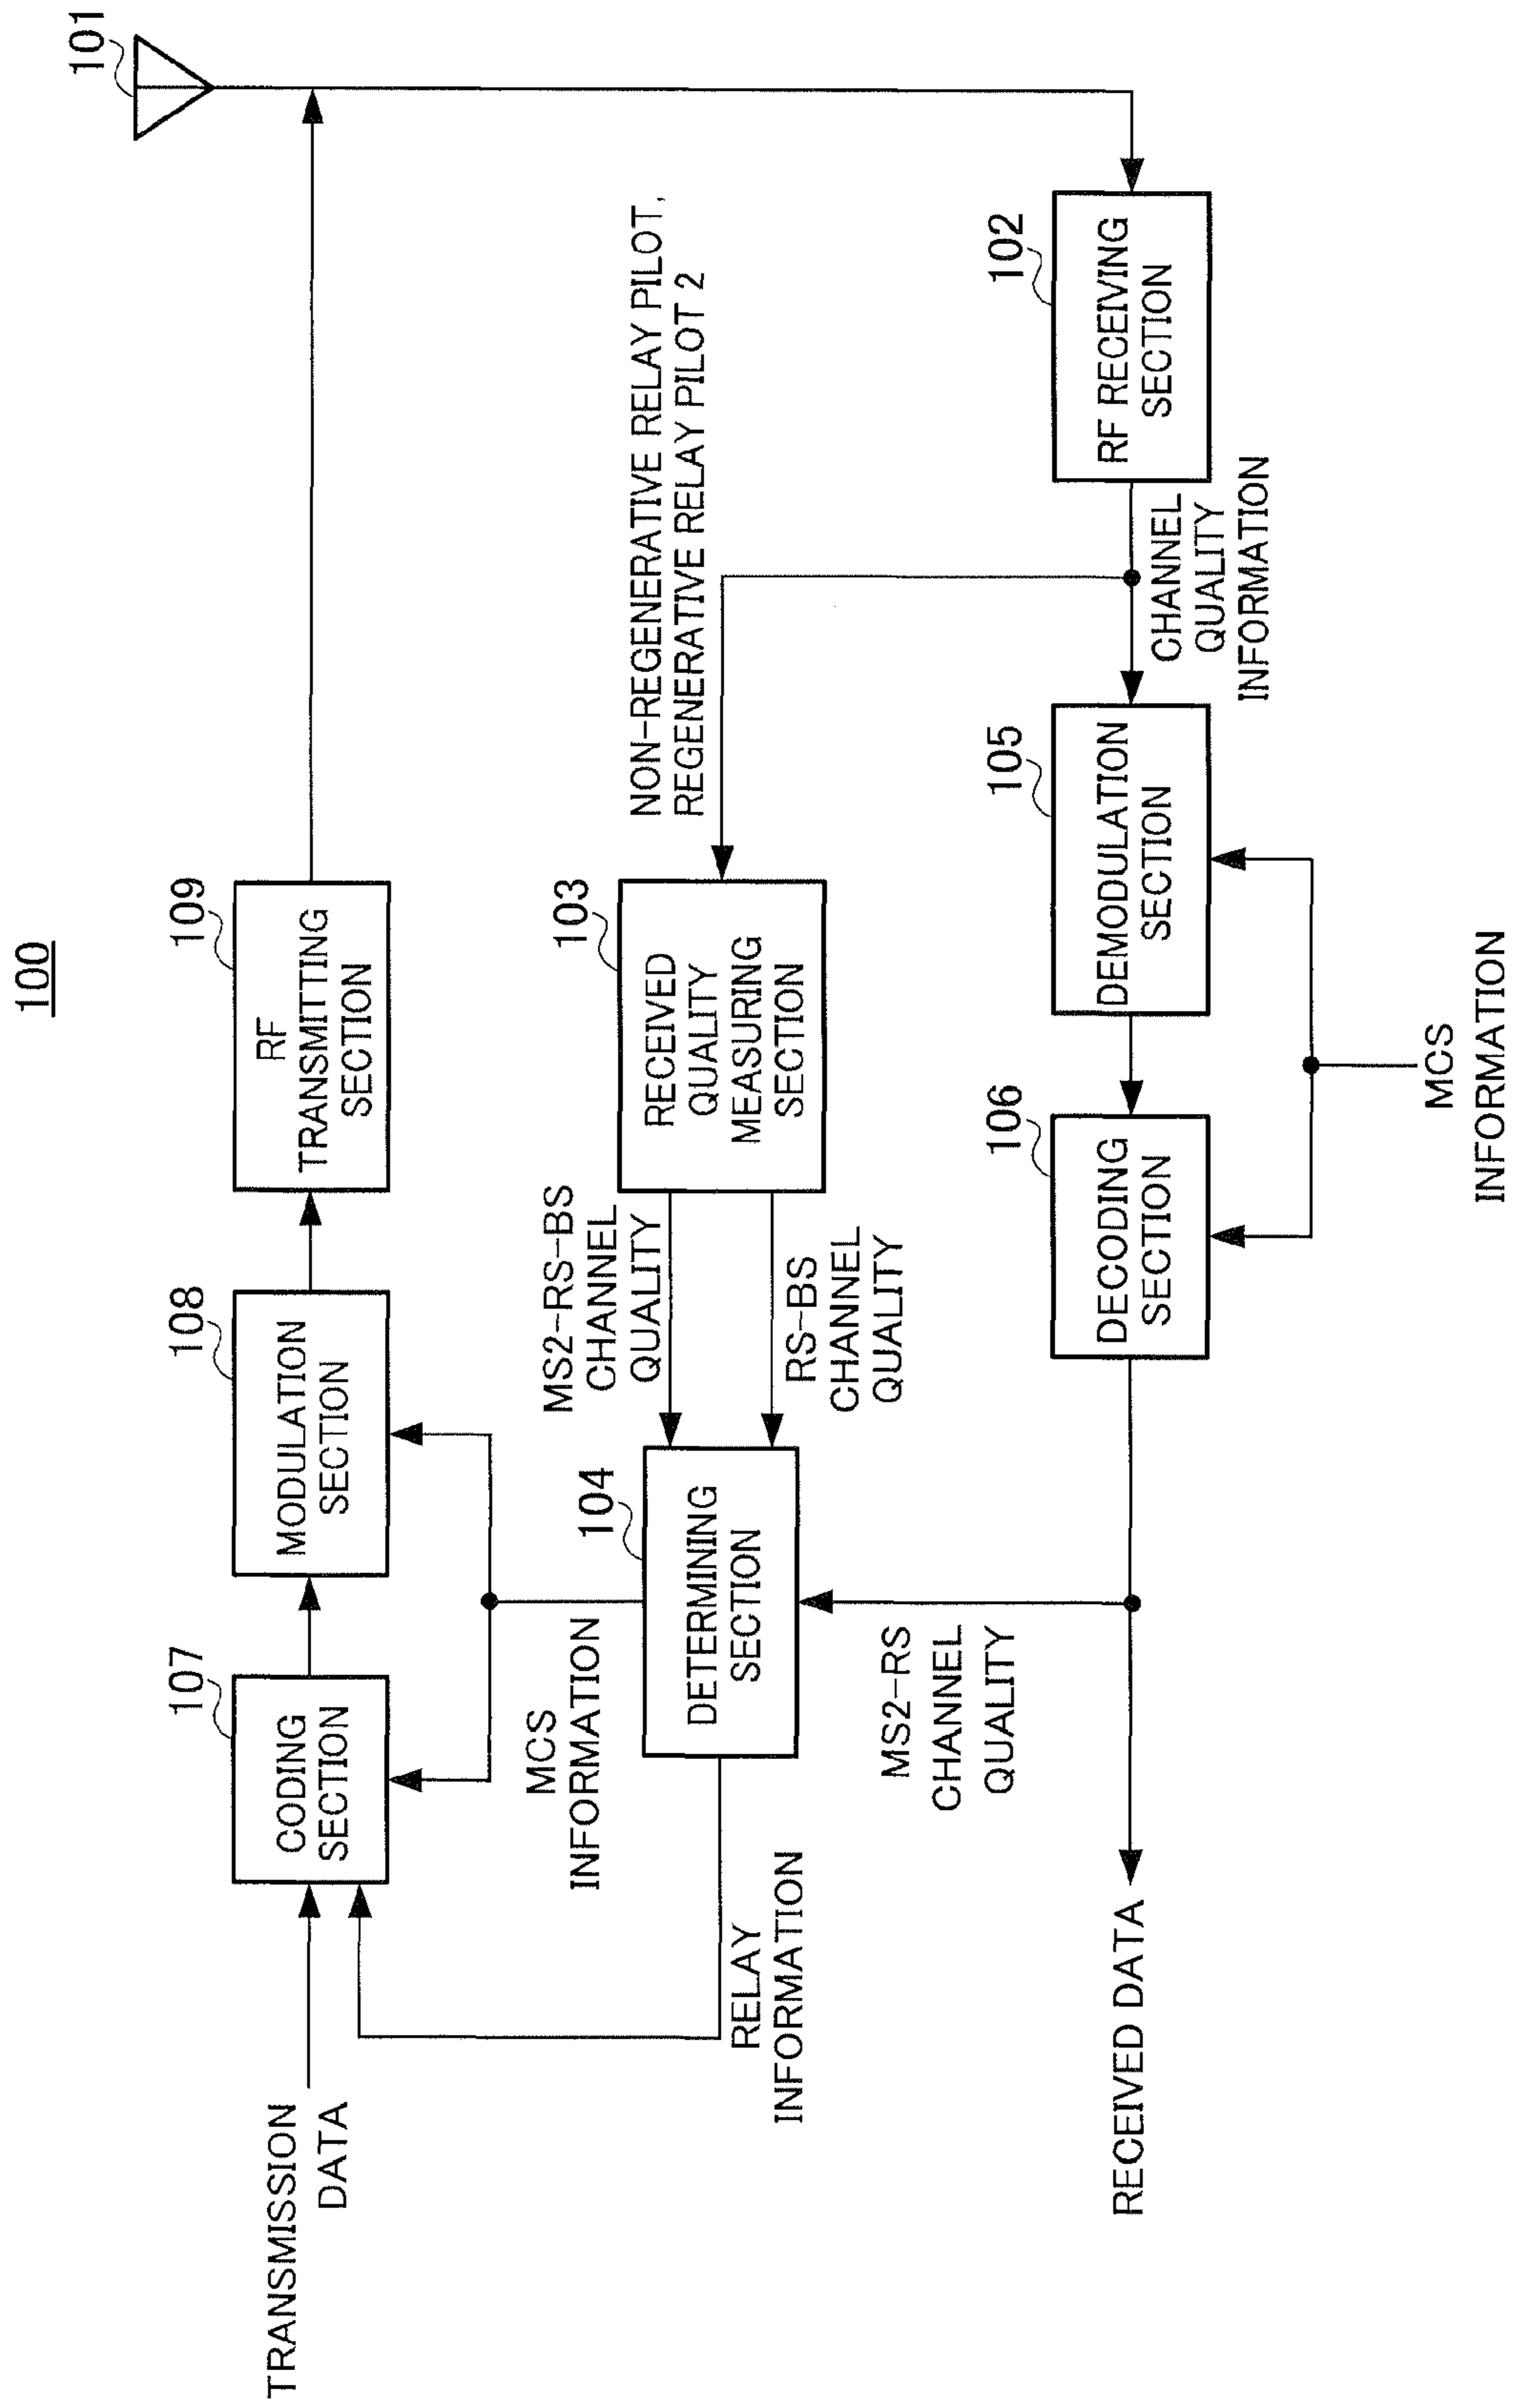 100
101
TRANSMISSION
DATA
107
CODING
SECTION
108
MODULATION
SECTION
109
RF
TRANSMITTING
SECTION
MCS
INFORMATION
RELAY
INFORMATION
104
DETERMINING
SECTION
MS2-RS-BS
CHANNEL
QUALITY
RS-BS
CHANNEL
QUALITY
103
RECEIVED
QUALITY
MEASURING
SECTION
NON-REGENERATIVE RELAY PILOT,
REGENERATIVE RELAY PILOT 2
MS2-RS
CHANNEL
QUALITY
RECEIVED DATA
106
DECODING
SECTION
105
DEMODULATION
SECTION
CHANNEL
QUALITY
INFORMATION
102
RF RECEIVING
SECTION
MCS
INFORMATION